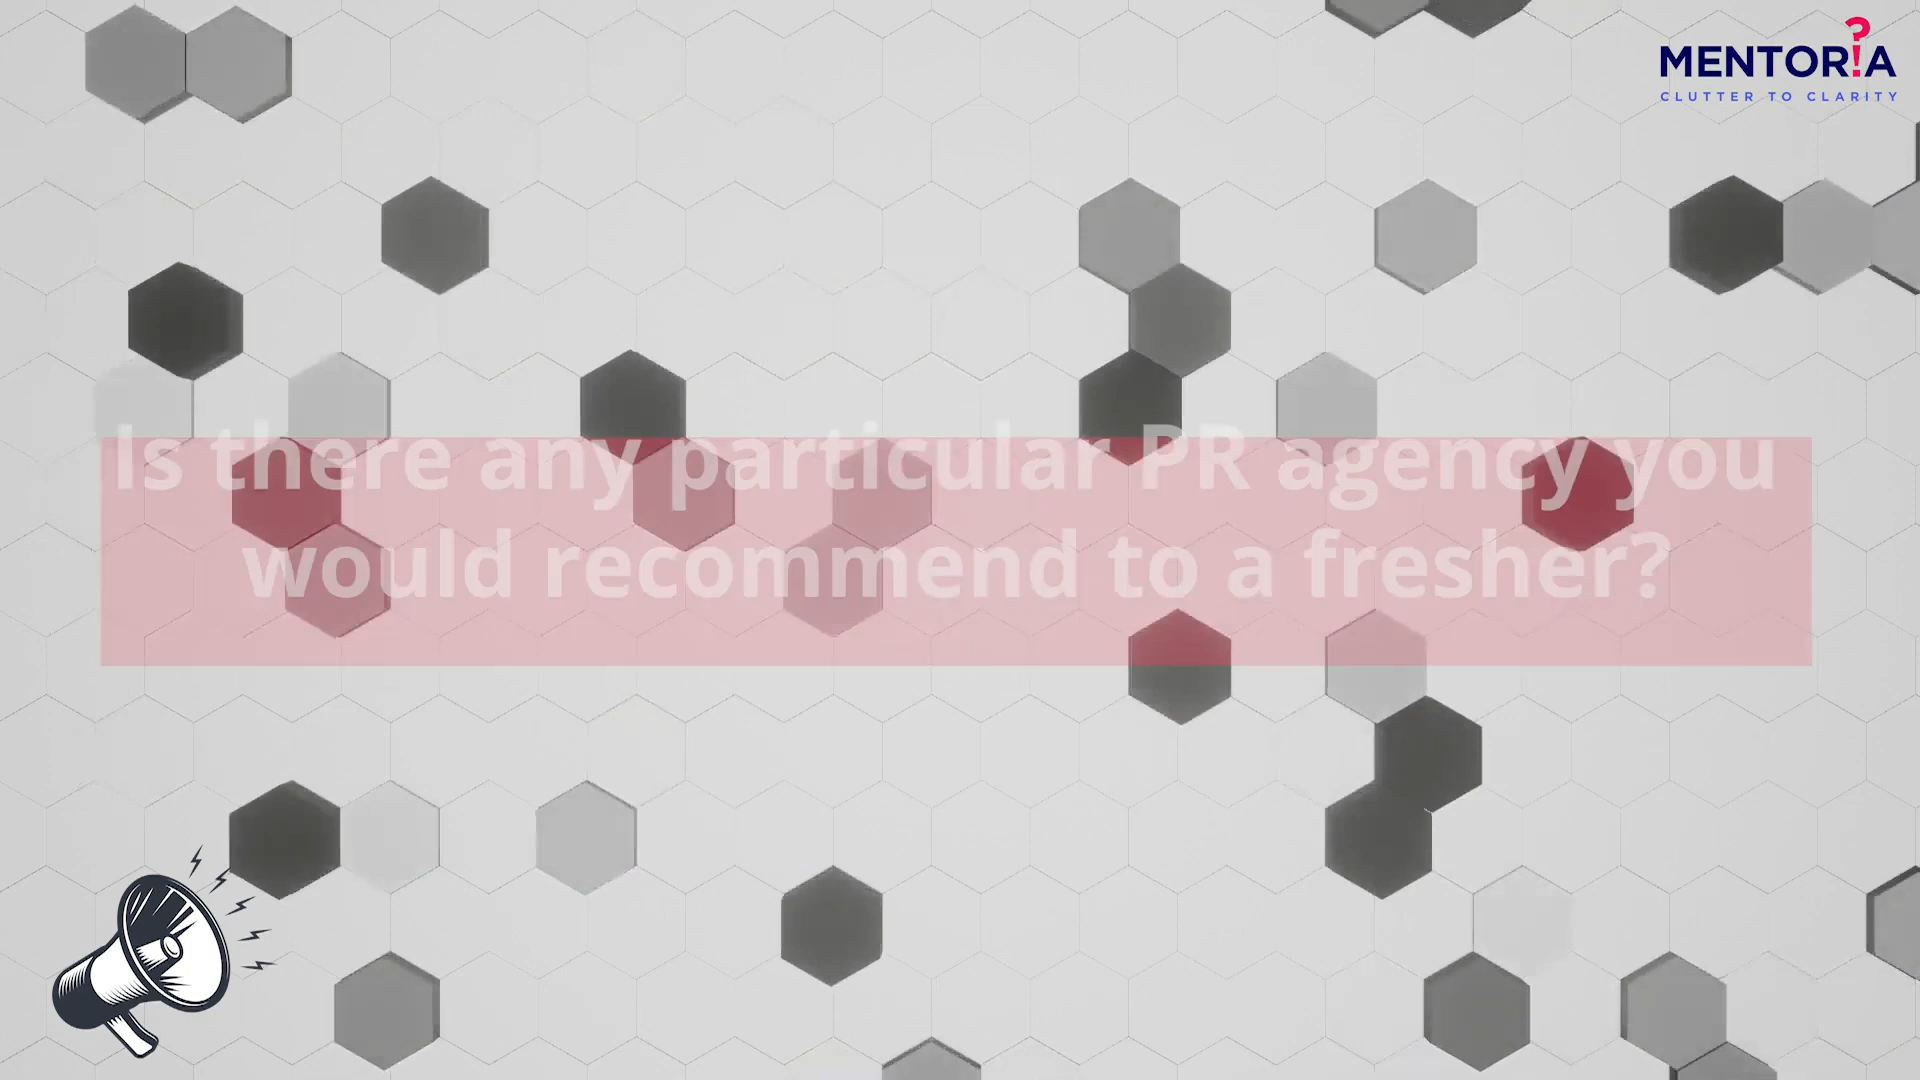 MENTOR!A
CLUTTER TO CLARITY
Is there any particular PR agency you
would recommend to a fresher?